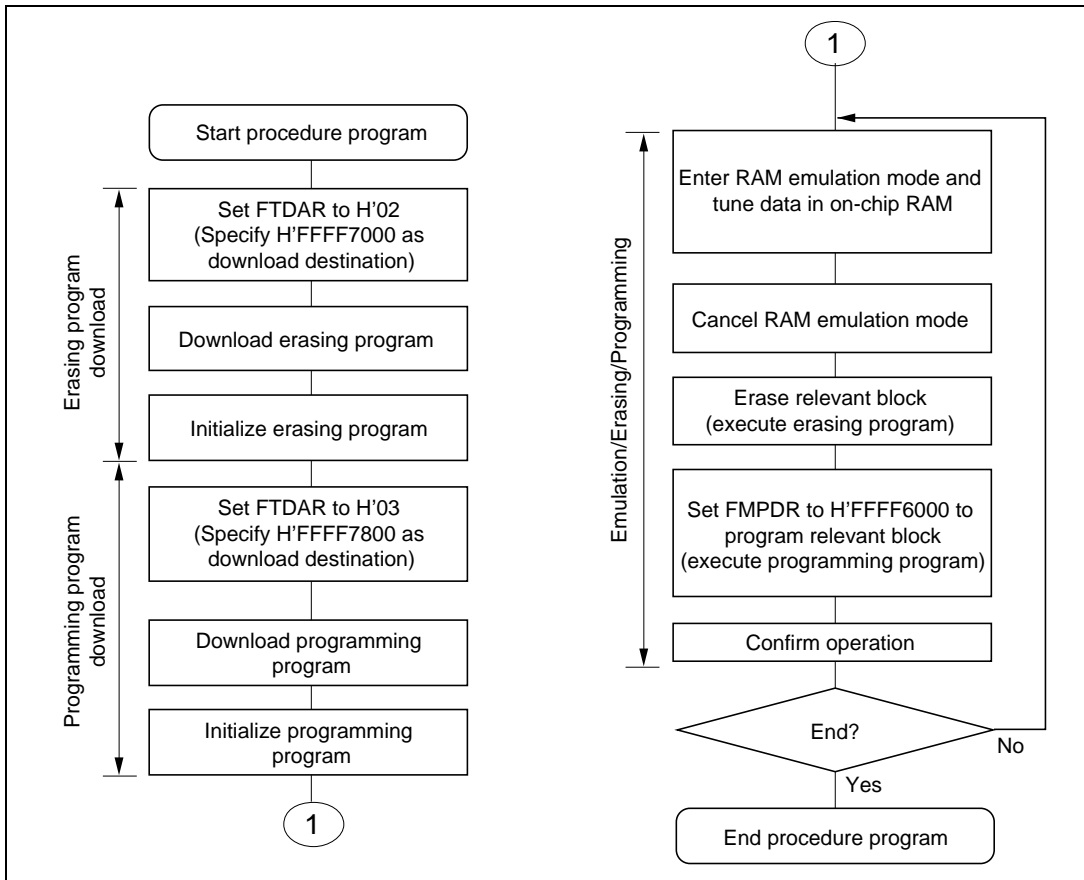 Start procedure program
Erasing program
download
Set FTDAR to H'02
(Specify H'FFFF7000 as
download destination)
Download erasing program
Initialize erasing program
Programming program
download
Set FTDAR to H'03
(Specify H'FFFF7800 as
download destination)
Download programming
program
Initialize programming
program
1
1
Emulation/Erasing/Programming
Enter RAM emulation mode and
tune data in on-chip RAM
Cancel RAM emulation mode
Erase relevant block
(execute erasing program)
Set FMPDR to H'FFFF6000 to
program relevant block
(execute programming program)
Confirm operation
End?
No
Yes
End procedure program